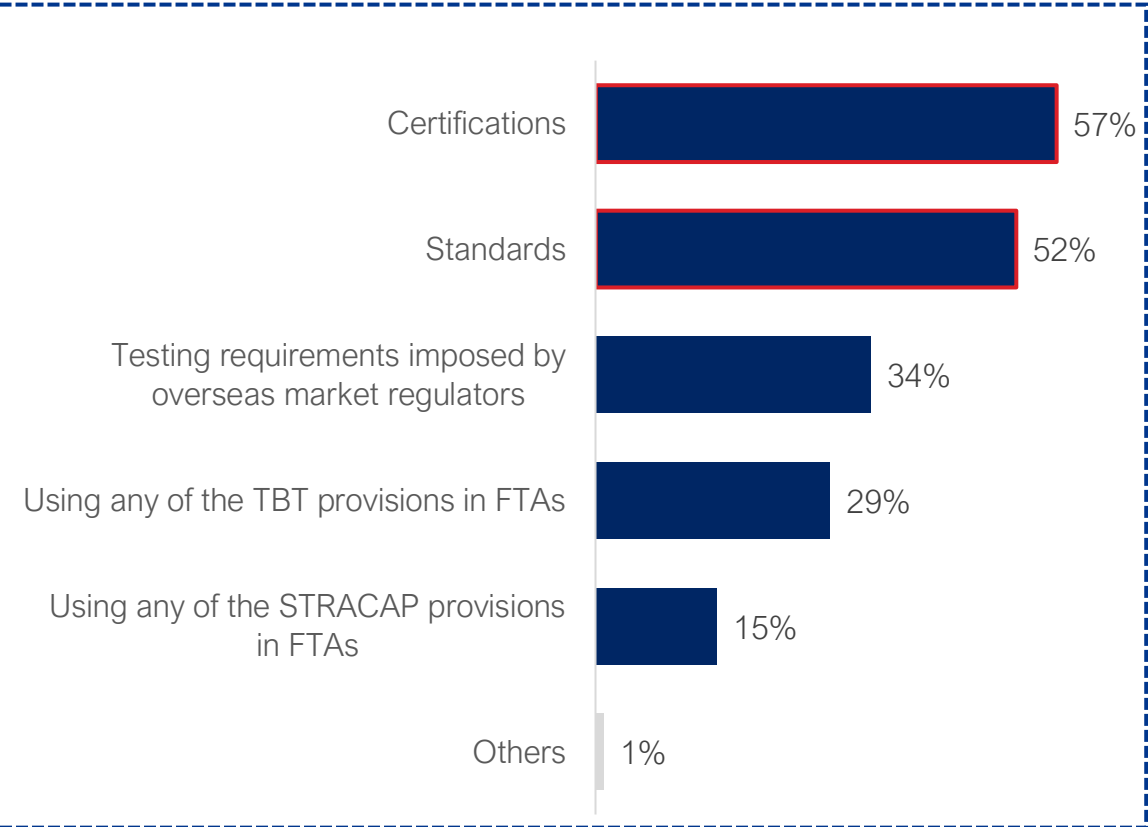 Certifications
57%
Standards
52%
Testing requirements imposed by
overseas market regulators
34%
Using any of the TBT provisions in FTAs
29%
Using any of the STRACAP provisions
in FTAs
15%
Others
1%